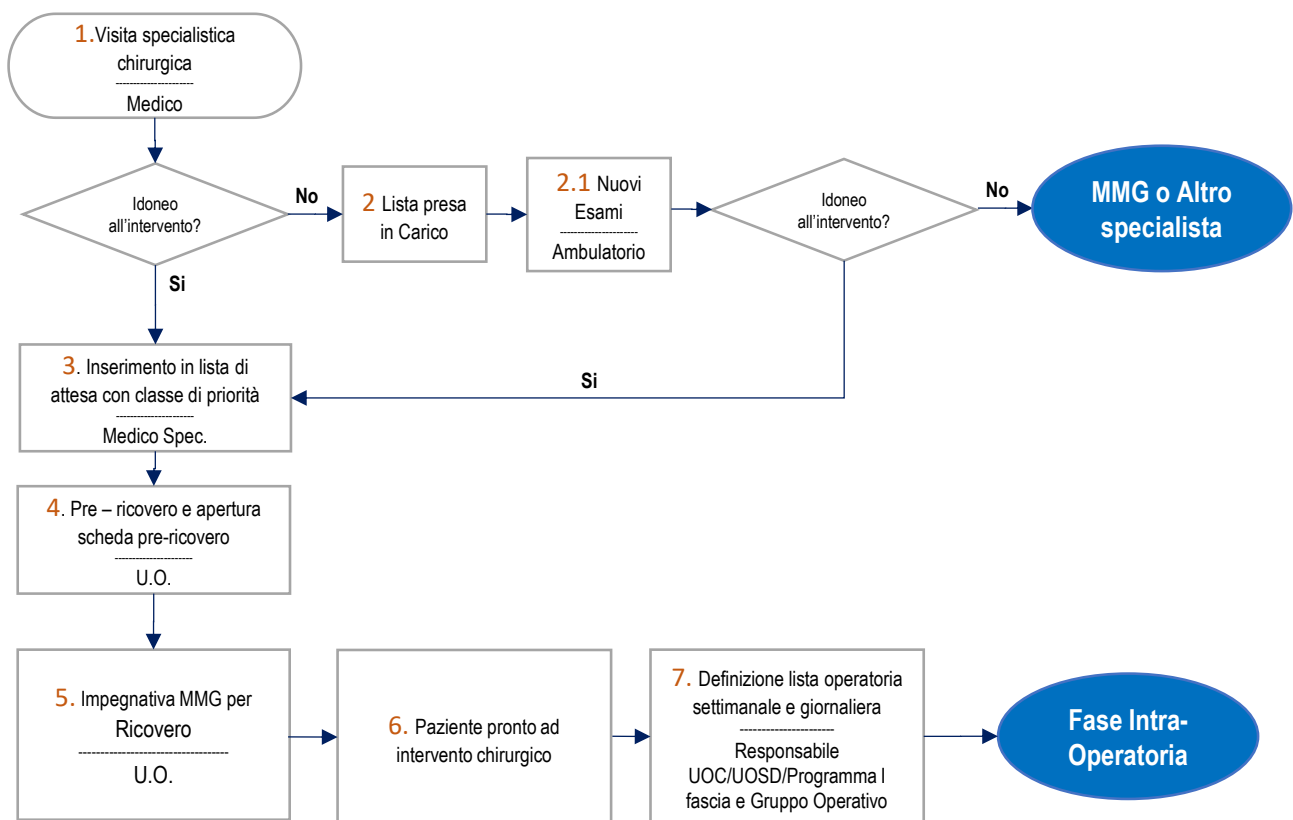 1.Visita specialistica
chirurgica
----------------------
Medico
Idoneo
all'intervento?
No
2 Lista presa
in Carico
2.1 Nuovi
Esami
----------------------
Ambulatorio
Idoneo
all'intervento?
No
MMG o Altro
specialista
Si
Si
3. Inserimento in lista di
attesa con classe di priorità
----------------------
Medico Spec.
4. Pre – ricovero e apertura
scheda pre-ricovero
----------------------
U.O.
5. Impegnativa MMG per
Ricovero
-----------------------------------
U.O.
6. Paziente pronto ad
intervento chirurgico
7. Definizione lista operatoria
settimanale e giornaliera
----------------------
Responsabile
UOC/UOSD/Programma I
fascia e Gruppo Operativo
Fase Intra-
Operatoria